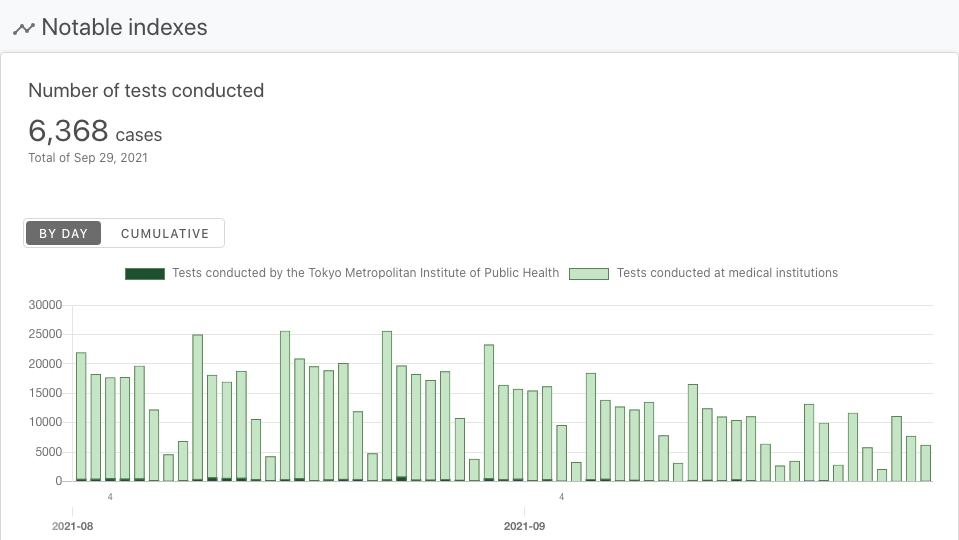 Notable indexes
Number of tests conducted
6,368 cases
Total of Sep 29, 2021
BY DAY CUMULATIVE
Tests conducted by the Tokyo Metropolitan Institute of Public Health Tests conducted at medical institutions
30000
25000
20000
15000
10000
5000
0
4 4
2021-08 2021-09